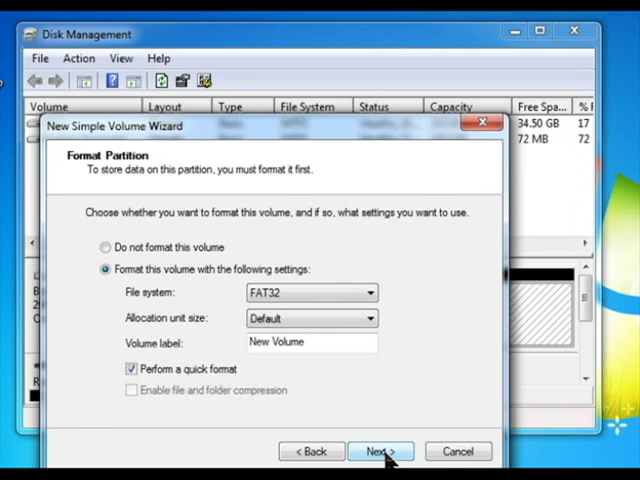 Disk Management
File Action View Help
Volume Layout Type File System Status Capacity Free Spa... % F
34.50 GB 17
72 MB 72
New Simple Volume Wizard
Format Partition
To store data on this partition, you must format it first.
Choose whether you want to format this volume, and if so, what settings you want to use.
Do not format this volume
Format this volume with the following settings:
File system: FAT32
Allocation unit size: Default
Volume label: New Volume
Perform a quick format
Enable file and folder compression
< Back Next > Cancel